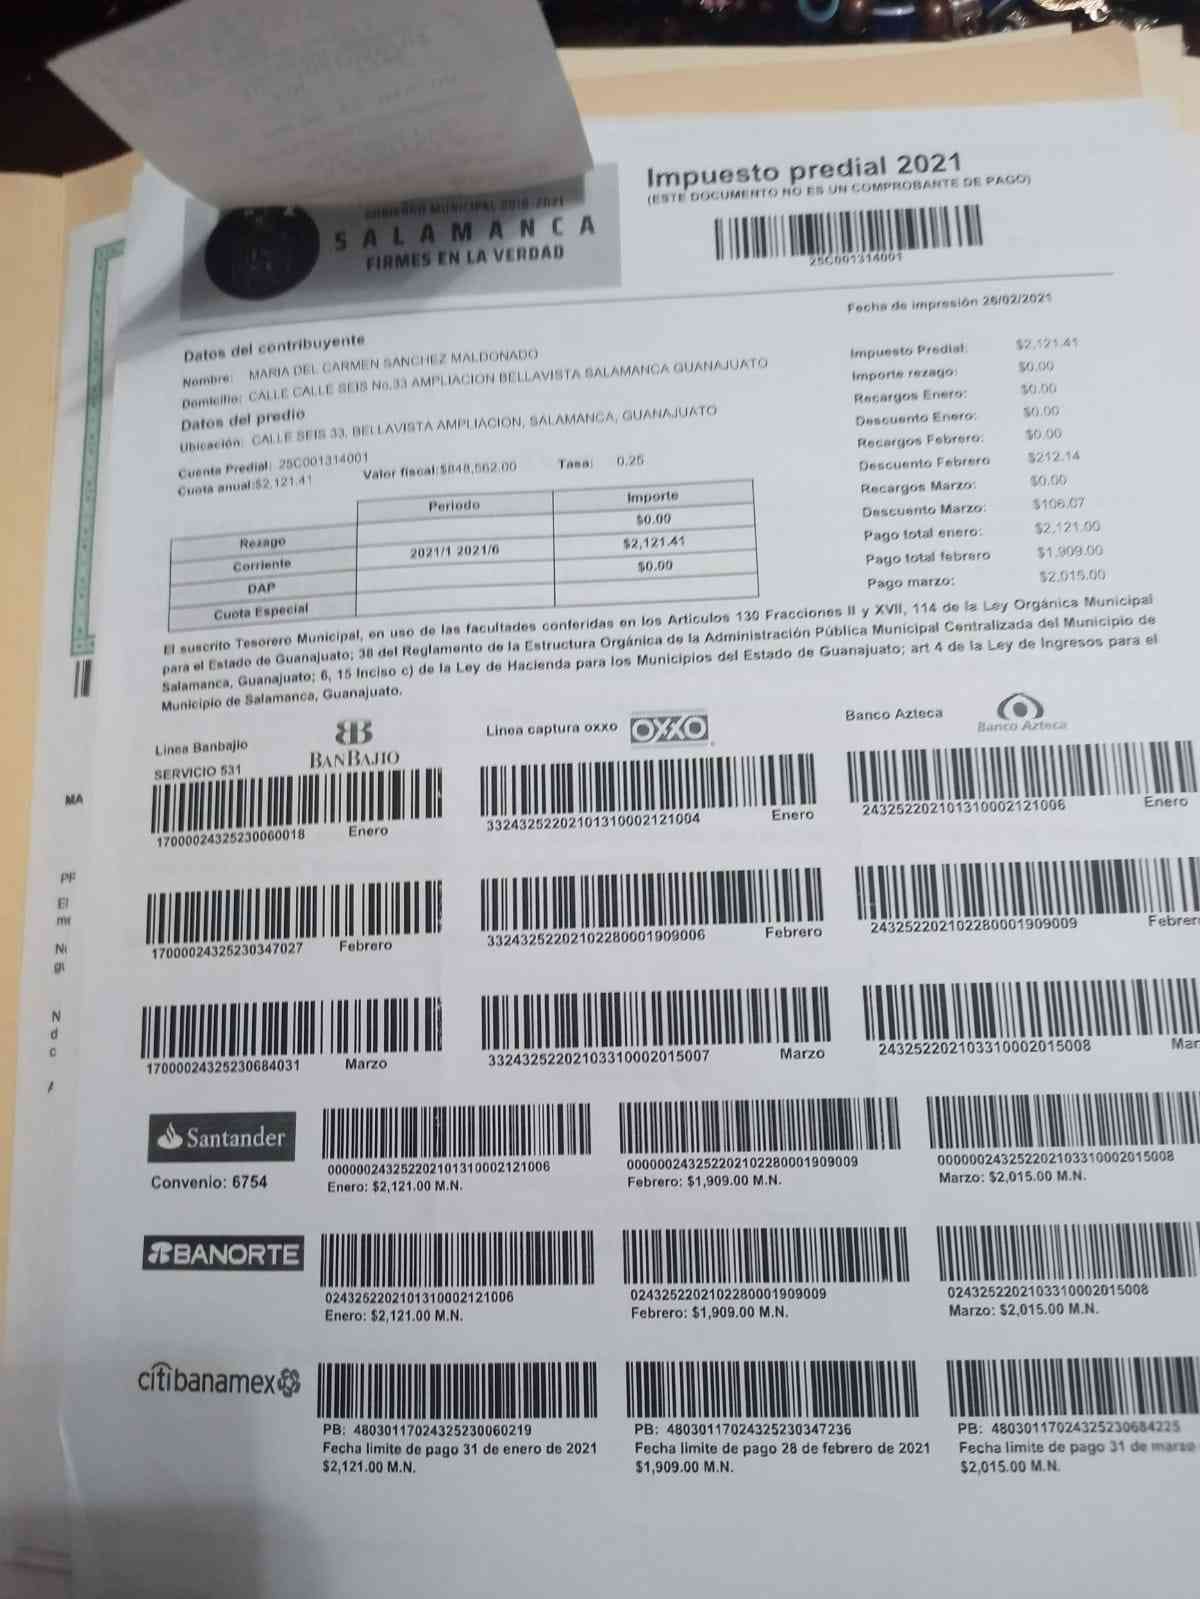 Impuesto predial 2021
(ESTE DOCUMENTO NO ES UN COMPROBANTE DE PAGO)
25C001314001
GOBIERNO MUNICIPAL 2018-2021
SALAMANCA
FIRMES EN LA VERDAD
Fecha de impresión 26/02/2021
Datos del contribuyente
Nombre: MARIA DEL CARMEN SANCHEZ MALDONADO
Domicilio: CALLE CALLE SEIS No.33 AMPLIACION BELLAVISTA SALAMANCA GUANAJUATO
Datos del predio
Ubicación: CALLE SEIS 33, BELLAVISTA AMPLIACION, SALAMANCA, GUANAJUATO
Cuenta Predial: 25C001314001
Cuota anual:$2,121.41 Valor fiscal:$848,562.00 Tasa: 0.25
Impuesto Predial: $2,121.41
Importe rezago: $0.00
Recargos Enero: $0.00
Descuento Enero: $0.00
Recargos Febrero: $0.00
Descuento Febrero $212.14
Recargos Marzo: $0.00
Descuento Marzo: $106.07
Pago total enero: $2,121.00
Pago total febrero $1,909.00
Pago marzo: $2,015.00
Periodo Importe
Rezago $0.00
Corriente 2021/1 2021/6 $2,121.41
DAP $0.00
Cuota Especial
El suscrito Tesorero Municipal, en uso de las facultades conferidas en los Articulos 130 Fracciones II y XVII, 114 de la Ley Orgánica Municipal
para el Estado de Guanajuato; 38 del Reglamento de la Estructura Orgánica de la Administración Pública Municipal Centralizada del Municipio de
Salamanca, Guanajuato; 6, 15 Inciso c) de la Ley de Hacienda para los Municipios del Estado de Guanajuato; art 4 de la Ley de Ingresos para el
Municipio de Salamanca, Guanajuato.
Linea Banbajio BANBAJIO
SERVICIO 531
Linea captura oxxo OXXO
Banco Azteca Banco Azteca
17000024325230060018 Enero
332432522021013100021​21004 Enero
243252202101310002121006 Enero
17000024325230347027 Febrero
33243252202102280001909006 Febrero
243252202102280001909009 Febrer
17000024325230684031 Marzo
33243252202103310002015007 Marzo
243252202103310002015008 Mar
Santander
Convenio: 6754
000000243252202101310002121006
Enero: $2,121.00 M.N.
000000243252202102280001909009
Febrero: $1,909.00 M.N.
000000243252202103310002015008
Marzo: $2,015.00 M.N.
BANORTE
0243252202101310002121006
Enero: $2,121.00 M.N.
0243252202102280001909009
Febrero: $1,909.00 M.N.
0243252202103310002015008
Marzo: $2,015.00 M.N.
citibanamex
PB: 48030117024325230060219
Fecha limite de pago 31 de enero de 2021
$2,121.00 M.N.
PB: 48030117024325230347236
Fecha limite de pago 28 de febrero de 2021
$1,909.00 M.N.
PB: 48030117024325230684225
Fecha limite de pago 31 de marzo
$2,015.00 M.N.
MA
PF
El
me
N
d
c